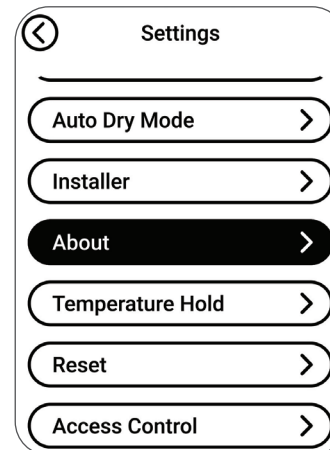 Settings
Auto Dry Mode
Installer
About
Temperature Hold
Reset
Access Control